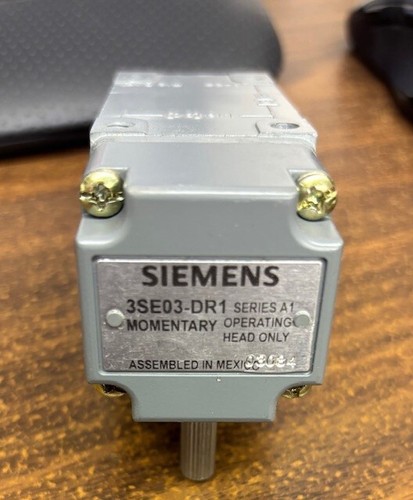 SIEMENS
3SE03-DR1 SERIES A1
MOMENTARY OPERATING
HEAD ONLY
ASSEMBLED IN MEXICO